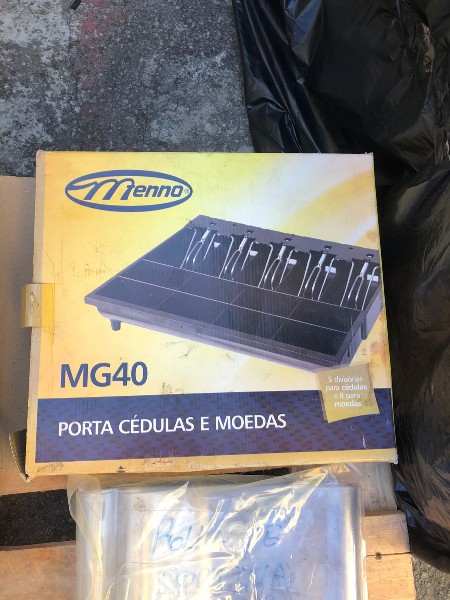 Menno
MG40
5 divisórias
para cédulas
e 8 para
moedas
PORTA CÉDULAS E MOEDAS